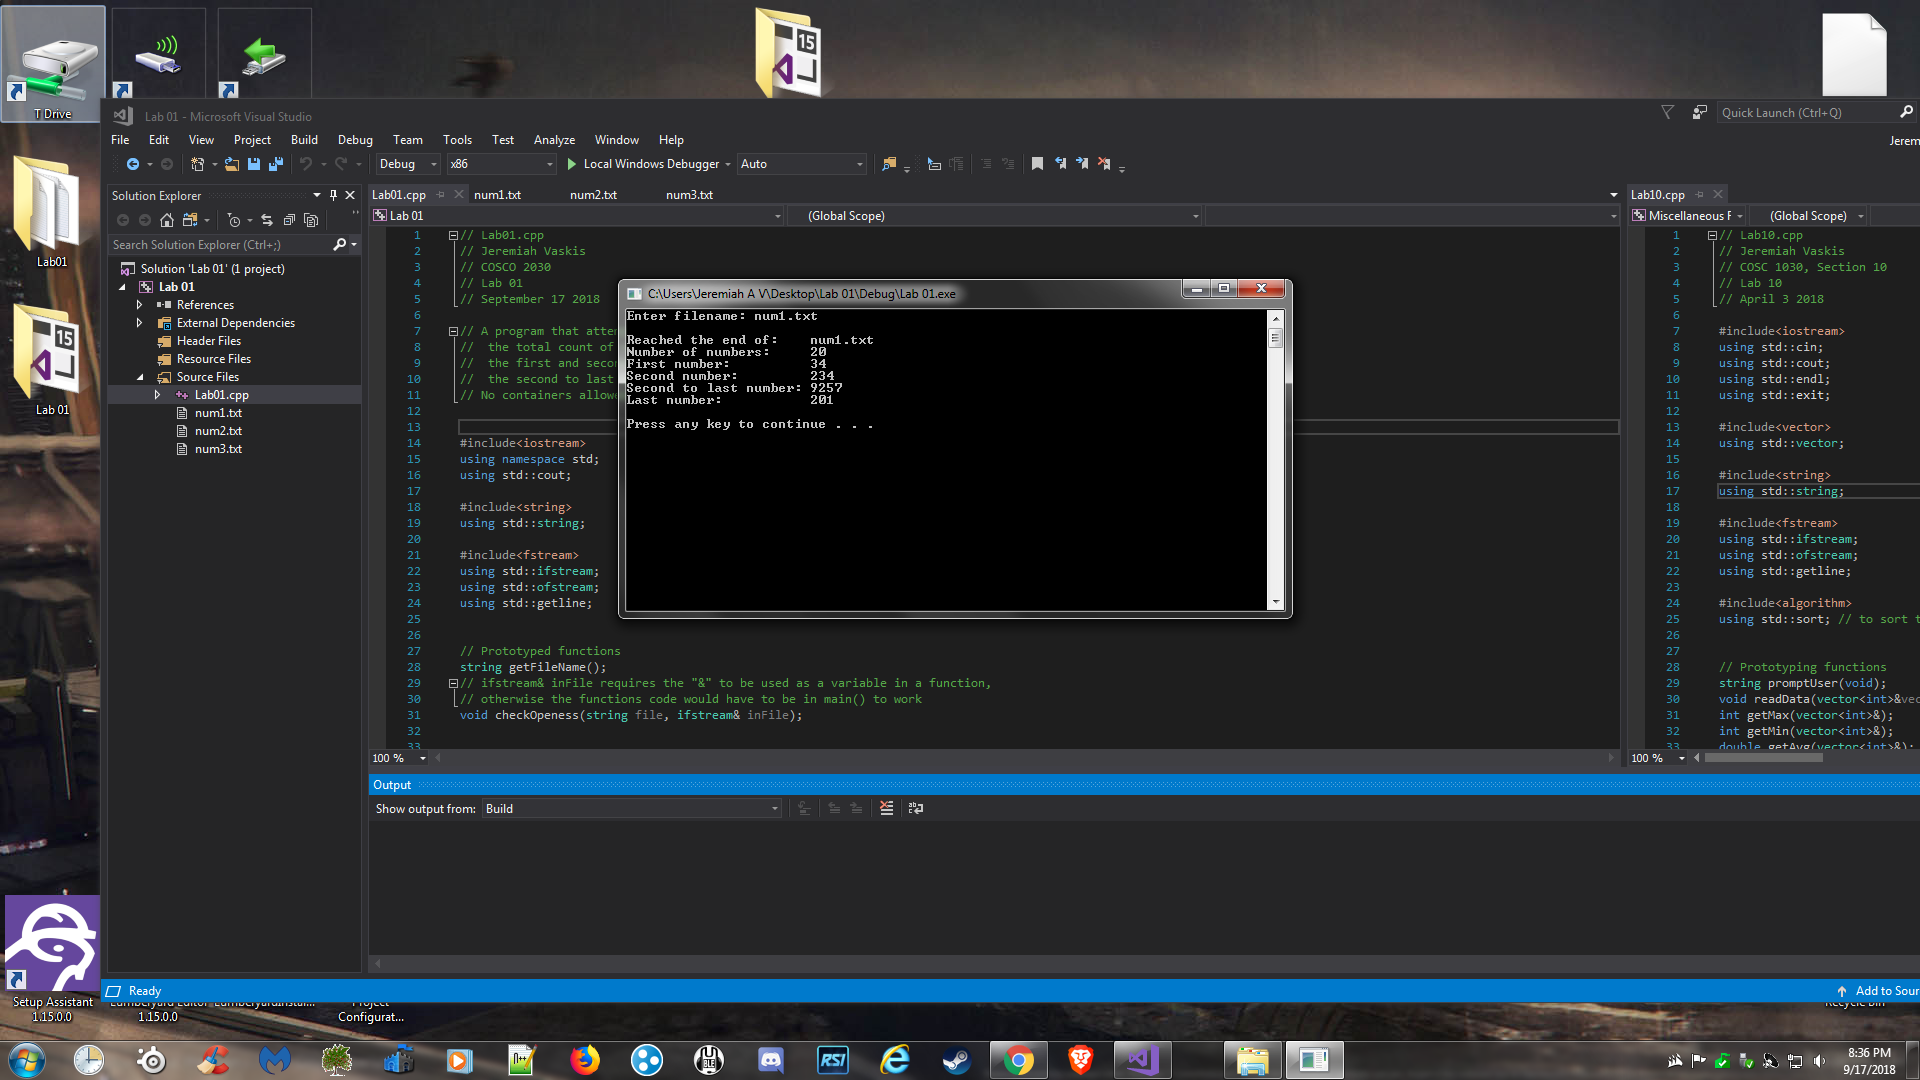 T Drive
15
Lab 01 - Microsoft Visual Studio
Quick Launch (Ctrl+Q)
File Edit View Project Build Debug Team Tools Test Analyze Window Help
Jerem
Debug x86 Local Windows Debugger Auto
Solution Explorer
Lab01.cpp num1.txt num2.txt num3.txt
Lab10.cpp
Lab 01 (Global Scope)
Miscellaneous F (Global Scope)
Search Solution Explorer (Ctrl+;)
Solution 'Lab 01' (1 project)
Lab 01
References
External Dependencies
Header Files
Resource Files
Source Files
Lab01.cpp
num1.txt
num2.txt
num3.txt
Lab01
15
Lab 01
1 // Lab01.cpp
2 // Jeremiah Vaskis
3 // COSCO 2030
4 // Lab 01
5 // September 17 2018
6
7 // A program that atte
8 // the total count of
9 // the first and seco
10 // the second to last
11 // No containers allowe
12
13
14 #include<iostream>
15 using namespace std;
16 using std::cout;
17
18 #include<string>
19 using std::string;
20
21 #include<fstream>
22 using std::ifstream;
23 using std::ofstream;
24 using std::getline;
25
26
27 // Prototyped functions
28 string getFileName();
29 // ifstream& inFile requires the "&" to be used as a variable in a function,
30 // otherwise the functions code would have to be in main() to work
31 void checkOpeness(string file, ifstream& inFile);
32
33
100 %
C:\Users\Jeremiah A V\Desktop\Lab 01\Debug\Lab 01.exe
Enter filename: num1.txt
Reached the end of: num1.txt
Number of numbers: 20
First number: 34
Second number: 234
Second to last number: 9257
Last number: 201
Press any key to continue . . .
1 // Lab10.cpp
2 // Jeremiah Vaskis
3 // COSC 1030, Section 10
4 // Lab 10
5 // April 3 2018
6
7 #include<iostream>
8 using std::cin;
9 using std::cout;
10 using std::endl;
11 using std::exit;
12
13 #include<vector>
14 using std::vector;
15
16 #include<string>
17 using std::string;
18
19 #include<fstream>
20 using std::ifstream;
21 using std::ofstream;
22 using std::getline;
23
24 #include<algorithm>
25 using std::sort; // to sort t
26
27
28 // Prototyping functions
29 string promptUser(void);
30 void readData(vector<int>&vec
31 int getMax(vector<int>&);
32 int getMin(vector<int>&);
33 double getAvg(vector<int>&);
100 %
Output
Show output from: Build
Ready
Add to Sour
Setup Assistant
1.15.0.0
1.15.0.0
Project
Configurat...
Recycle Bin
RSI
8:36 PM
9/17/2018